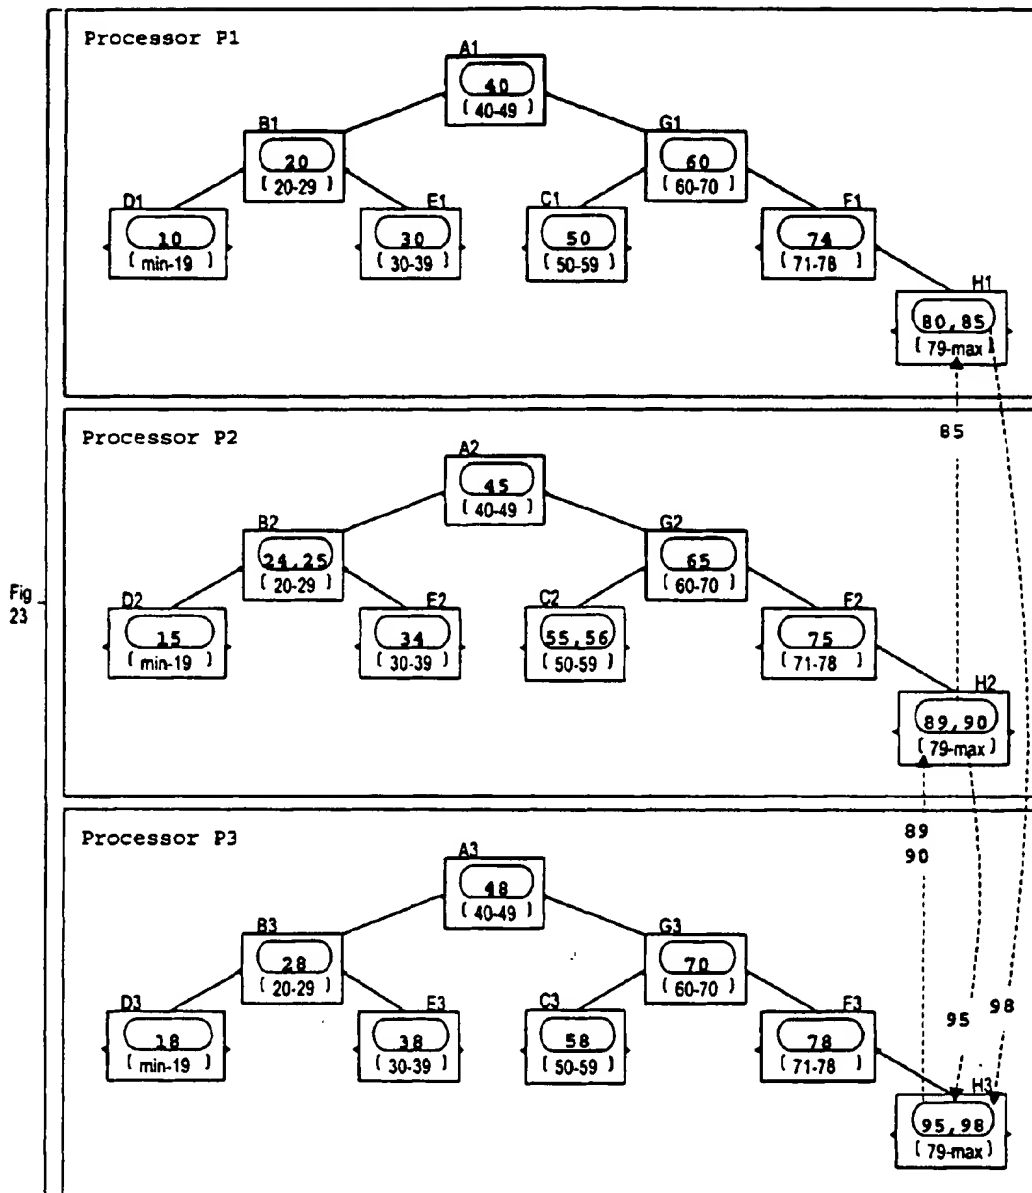 Processor P1
A1
40
( 40-49 )
B1
20
( 20-29 )
G1
60
( 60-70 )
D1
10
( min-19 )
E1
30
( 30-39 )
C1
50
( 50-59 )
F1
74
( 71-78 )
H1
80,85
( 79-max )
85
Processor P2
A2
45
( 40-49 )
B2
24,25
( 20-29 )
G2
65
( 60-70 )
Fig
23
D2
15
( min-19 )
E2
34
( 30-39 )
C2
55,56
( 50-59 )
F2
75
( 71-78 )
H2
89,90
( 79-max )
Processor P3
89
90
A3
48
( 40-49 )
B3
28
( 20-29 )
G3
70
( 60-70 )
D3
18
( min-19 )
E3
38
( 30-39 )
C3
58
( 50-59 )
F3
78
( 71-78 )
95
98
H3
95,98
( 79-max )